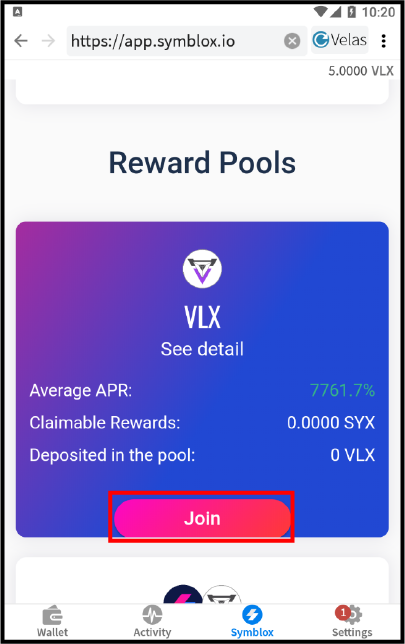 10:20
https://app.symblox.io
Velas
5.0000 VLX
Reward Pools
VLX
See detail
Average APR: 7761.7%
Claimable Rewards: 0.0000 SYX
Deposited in the pool: 0 VLX
Join
Wallet Activity Symblox 1 Settings